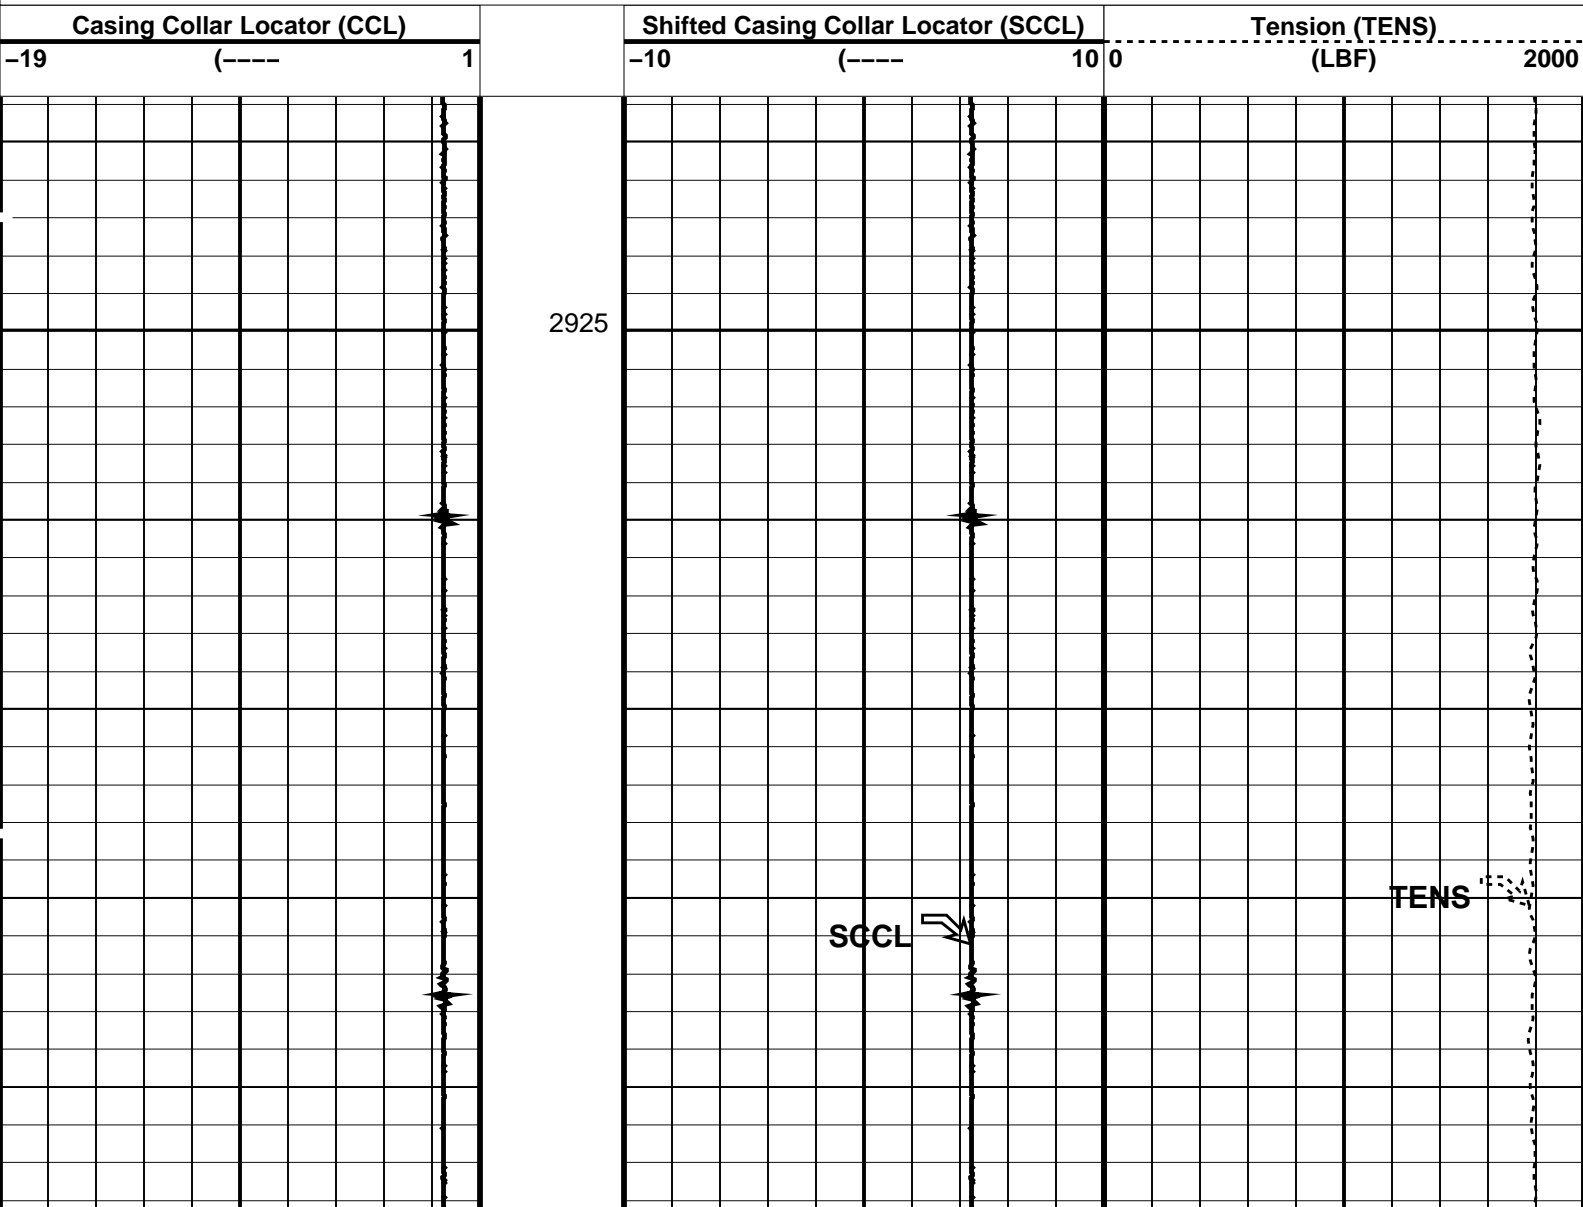 Casing Collar Locator (CCL)
−19 (−−−− 1
Shifted Casing Collar Locator (SCCL)
−10 (−−−− 10
Tension (TENS)
0 (LBF) 2000
2925
TENS
SCCL